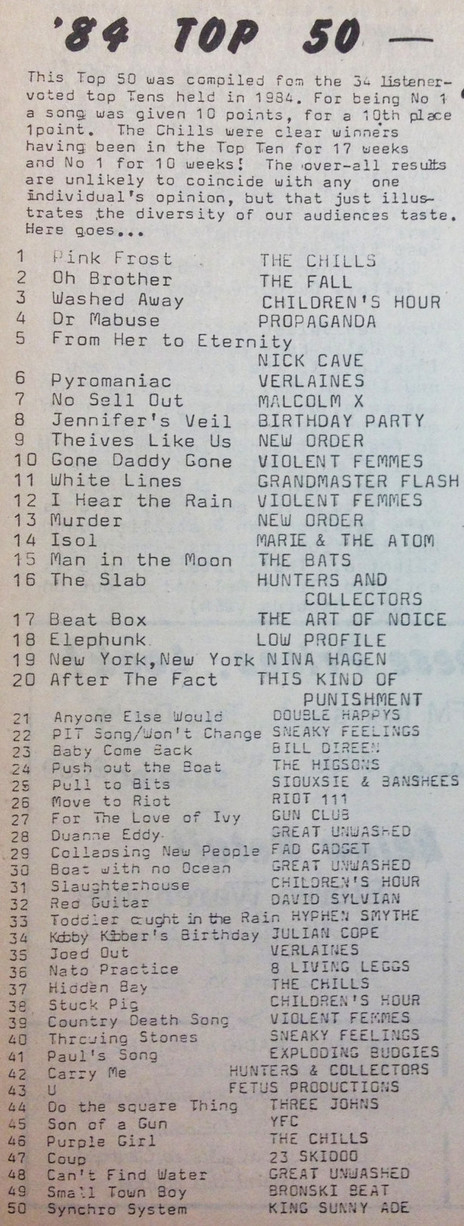 '84 TOP 50 —
This Top 50 was compiled fom the 34 listener-
voted top Tens held in 1984. For being No 1
a song was given 10 points, for a 10th place
1point. The Chills were clear winners
having been in the Top Ten for 17 weeks
and No 1 for 10 weeks! The over-all results
are unlikely to coincide with any one
individual's opinion, but that just illus-
trates the diversity of our audiences taste.
Here goes...
1 Pink Frost THE CHILLS
2 Oh Brother THE FALL
3 Washed Away CHILDREN'S HOUR
4 Dr Mabuse PROPAGANDA
5 From Her to Eternity
NICK CAVE
6 Pyromaniac VERLAINES
7 No Sell Out MALCOLM X
8 Jennifer's Veil BIRTHDAY PARTY
9 Theives Like Us NEW ORDER
10 Gone Daddy Gone VIOLENT FEMMES
11 White Lines GRANDMASTER FLASH
12 I Hear the Rain VIOLENT FEMMES
13 Murder NEW ORDER
14 Isol MARIE & THE ATOM
15 Man in the Moon THE BATS
16 The Slab HUNTERS AND
COLLECTORS
17 Beat Box THE ART OF NOICE
18 Elephunk LOW PROFILE
19 New York,New York NINA HAGEN
20 After The Fact THIS KIND OF
PUNISHMENT
21 Anyone Else Would DOUBLE HAPPYS
22 PIT Song/Won't Change SNEAKY FEELINGS
23 Baby Come Back BILL DIREEN
24 Push out the Boat THE HIGSONS
25 Pull to Bits SIOUXSIE & BANSHEES
26 Move to Riot RIOT 111
27 For The Love of Ivy GUN CLUB
28 Duanne Eddy GREAT UNWASHED
29 Collapsing New People FAD GADGET
30 Boat with no Ocean GREAT UNWASHED
31 Slaughterhouse CHILDREN'S HOUR
32 Red Guitar DAVID SYLVIAN
33 Toddler caught in the Rain HYPHEN SMYTHE
34 Birthday JULIAN COPE
35 Joed Out VERLAINES
36 Nato Practice 8 LIVING LEGGS
37 Hidden Bay THE CHILLS
38 Stuck Pig CHILDREN'S HOUR
39 Country Death Song VIOLENT FEMMES
40 Throwing Stones SNEAKY FEELINGS
41 Paul's Song EXPLODING BUDGIES
42 Carry Me HUNTERS & COLLECTORS
43 U FETUS PRODUCTIONS
44 Do the square Thing THREE JOHNS
45 Son of a Gun YFC
46 Purple Girl THE CHILLS
47 Coup 23 SKIDOO
48 Can't Find Water GREAT UNWASHED
49 Small Town Boy BRONSKI BEAT
50 Synchro System KING SUNNY ADE